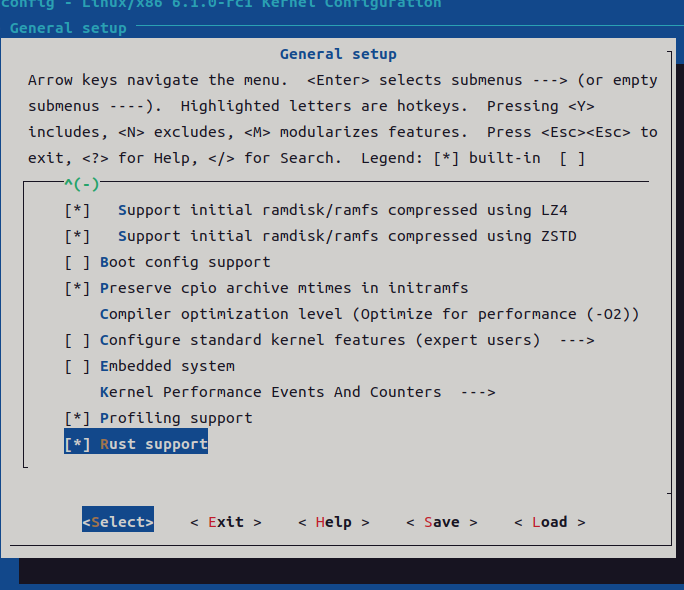 config - Linux/x86 6.1.0-rc1 Kernel Configuration
General setup
General setup
Arrow keys navigate the menu.  <Enter> selects submenus ---> (or empty
submenus ----).  Highlighted letters are hotkeys.  Pressing <Y>
includes, <N> excludes, <M> modularizes features.  Press <Esc><Esc> to
exit, <?> for Help, </> for Search.  Legend: [*] built-in  [ ]
^(-)
[*]   Support initial ramdisk/ramfs compressed using LZ4
[*]   Support initial ramdisk/ramfs compressed using ZSTD
[ ] Boot config support
[*] Preserve cpio archive mtimes in initramfs
Compiler optimization level (Optimize for performance (-O2))
[ ] Configure standard kernel features (expert users)  --->
[ ] Embedded system
Kernel Performance Events And Counters  --->
[*] Profiling support
[*] Rust support
<Select>    < Exit >    < Help >    < Save >    < Load >